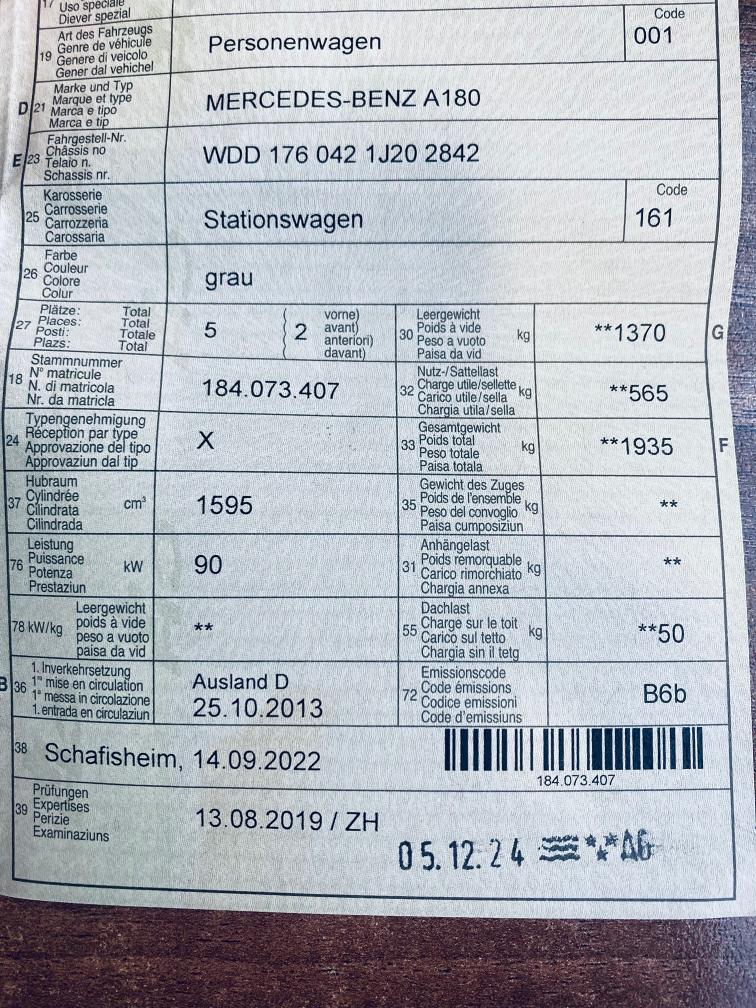 17 Uso speciale
Diever spezial
Art des Fahrzeugs
Genre de véhicule
19 Genere di veicolo
Gener dal vehichel
Personenwagen
Code
001
Marke und Typ
D 21 Marque et type
Marca e tipo
Marca e tip
MERCEDES-BENZ A180
Fahrgestell-Nr.
E 23 Châssis no
Telaio n.
Schassis nr.
WDD 176 042 1J20 2842
Karosserie
25 Carrosserie
Carrozzeria
Carossaria
Stationswagen
Code
161
Farbe
26 Couleur
Colore
Colur
grau
Plätze: Total
27 Places: Total
Posti: Totale
Plazs: Total
5 ( 2 vorne)
avant)
anteriori)
davant)
Leergewicht
30 Poids à vide kg
Peso a vuoto
Paisa da vid
**1370 G
Stammnummer
18 N° matricule
N. di matricola
Nr. da matricla
184.073.407
Nutz-/Sattellast
32 Charge utile/sellette kg
Carico utile/sella
Chargia utila/sella
**565
Typengenehmigung
24 Réception par type
Approvazione del tipo
Approvaziun dal tip
X
Gesamtgewicht
33 Poids total kg
Peso totale
Paisa totala
**1935 F
Hubraum
37 Cylindrée cm³
Cilindrata
Cilindrada
1595
Gewicht des Zuges
35 Poids de l'ensemble kg
Peso del convoglio
Paisa cumposiziun
**
Leistung
76 Puissance kW
Potenza
Prestaziun
90
Anhängelast
31 Poids remorquable kg
Carico rimorchiato
Chargia annexa
**
Leergewicht
78 kW/kg poids à vide
peso a vuoto
paisa da vid
**
Dachlast
55 Charge sur le toit kg
Carico sul tetto
Chargia sin il tetg
**50
1. Inverkehrsetzung
B 36 1re mise en circulation
1a messa in circolazione
1. entrada en circulaziun
Ausland D
25.10.2013
Emissionscode
72 Code émissions
Codice emissioni
Code d'emissiuns
B6b
38 Schafisheim, 14.09.2022
184.073.407
Prüfungen
39 Expertises
Perizie
Examinaziuns
13.08.2019 / ZH
05.12.24 AG